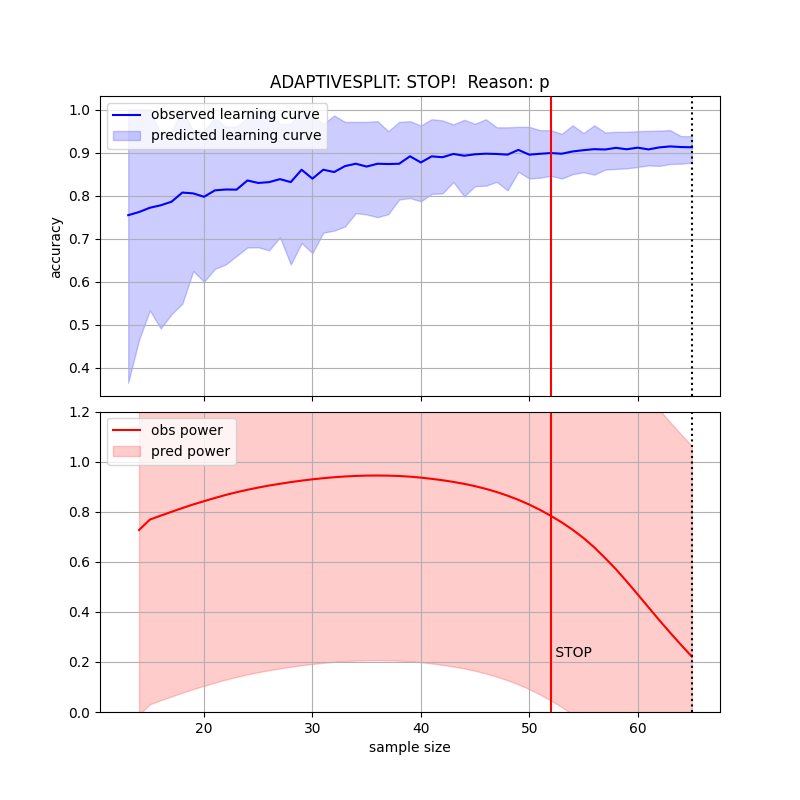 ADAPTIVESPLIT: STOP!  Reason: p
observed learning curve
predicted learning curve
1.0
0.9
0.8
0.7
0.6
0.5
0.4
accuracy
obs power
pred power
1.2
1.0
0.8
0.6
0.4
0.2
0.0
STOP
20 30 40 50 60
sample size